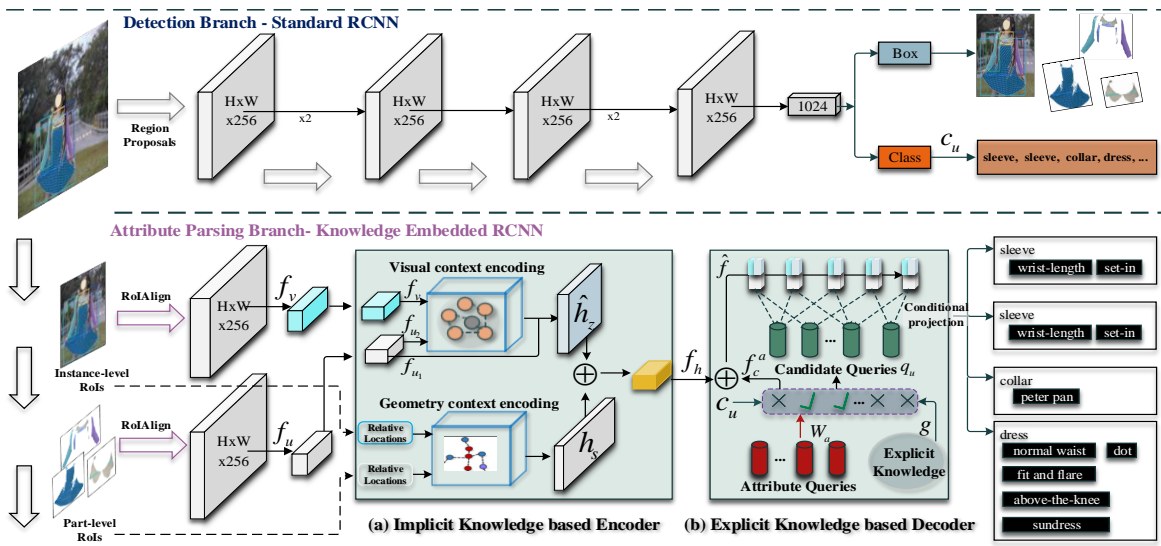 Detection Branch - Standard RCNN
Region
Proposals
HxW
x256
x2
HxW
x256
HxW
x256
x2
HxW
x256
1024
Box
Class
c_u
sleeve, sleeve, collar, dress, ...
Attribute Parsing Branch- Knowledge Embedded RCNN
Instance-level
RoIs
RoIAlign
HxW
x256
f_v
Part-level
RoIs
RoIAlign
HxW
x256
f_u
Visual context encoding
f_v
f_{u_2}
f_{u_1}
ĥ_z
Geometry context encoding
Relative
Locations
Relative
Locations
h_s
f_h
(a) Implicit Knowledge based Encoder
f̂
Conditional
projection
...
Candidate Queries q_u
f_c^a
c_u
...
W_a
g
...
Attribute Queries
Explicit
Knowledge
(b) Explicit Knowledge based Decoder
sleeve
wrist-length set-in
sleeve
wrist-length set-in
collar
peter pan
dress
normal waist dot
fit and flare
above-the-knee
sundress